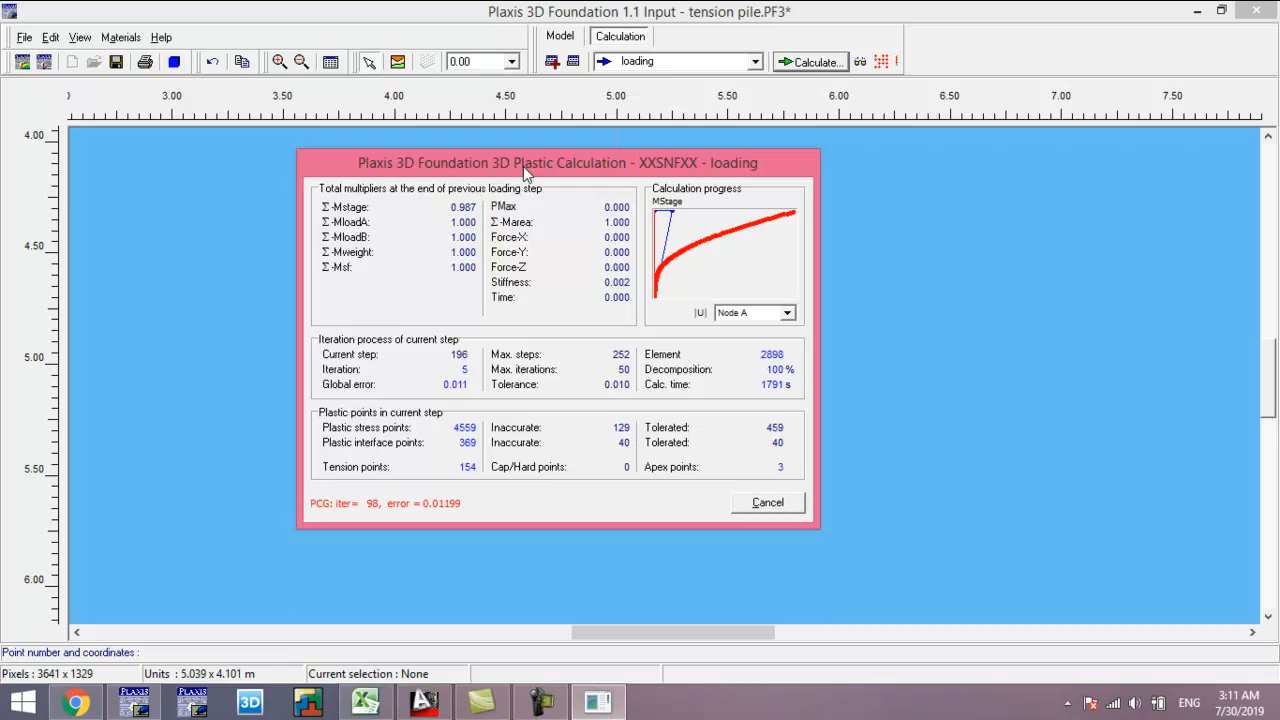 Plaxis 3D Foundation 1.1 Input - tension pile.PF3*
File Edit View Materials Help
Model Calculation
0.00
loading
Calculate...
3.00 3.50 4.00 4.50 5.00 5.50 6.00 6.50 7.00 7.50
4.00
4.50
5.00
5.50
6.00
Plaxis 3D Foundation 3D Plastic Calculation - XXSNFXX - loading
Total multipliers at the end of previous loading step
Σ-Mstage: 0.987
Σ-MloadA: 1.000
Σ-MloadB: 1.000
Σ-Mweight: 1.000
Σ-Msf: 1.000
PMax 0.000
Σ-Marea: 1.000
Force-X: 0.000
Force-Y: 0.000
Force-Z 0.000
Stiffness: 0.002
Time: 0.000
Calculation progress
MStage
|U| Node A
Iteration process of current step
Current step: 196 Max. steps: 252 Element 2898
Iteration: 5 Max. iterations: 50 Decomposition: 100 %
Global error: 0.011 Tolerance: 0.010 Calc. time: 1791 s
Plastic points in current step
Plastic stress points: 4559 Inaccurate: 129 Tolerated: 459
Plastic interface points: 369 Inaccurate: 40 Tolerated: 40
Tension points: 154 Cap/Hard points: 0 Apex points: 3
PCG: iter= 98, error = 0.01199
Cancel
Point number and coordinates :
Pixels : 3641 x 1329 Units : 5.039 x 4.101 m Current selection : None
PLAXIS PLAXIS 3D
ENG
3:11 AM
7/30/2019